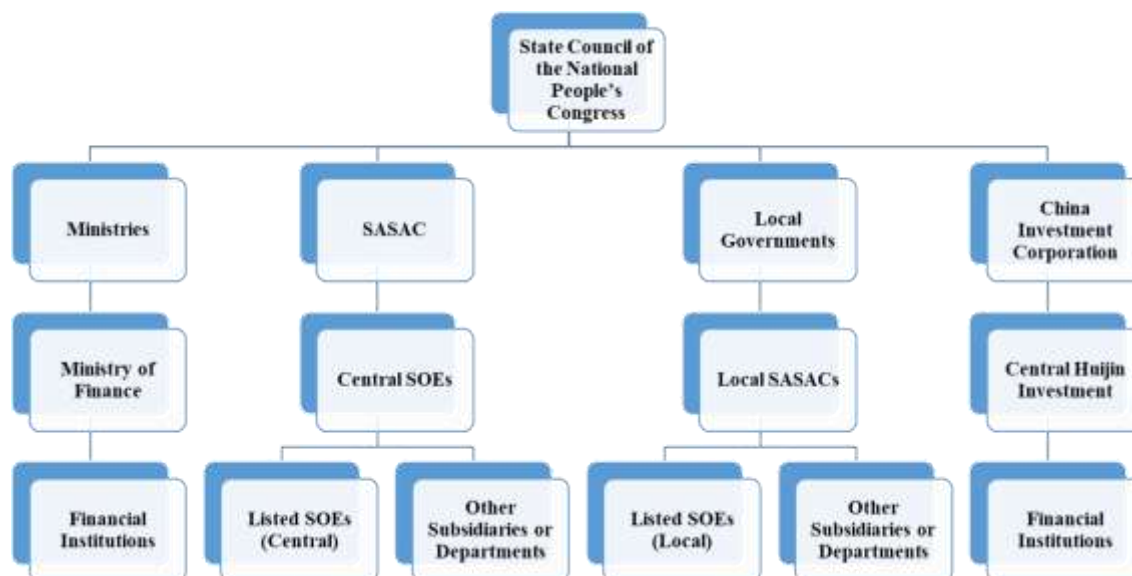 State Council of
the National
People's
Congress
Ministries
SASAC
Local
Governments
China
Investment
Corporation
Ministry of
Finance
Central SOEs
Local SASACs
Central Huijin
Investment
Financial
Institutions
Listed SOEs
(Central)
Other
Subsidiaries or
Departments
Listed SOEs
(Local)
Other
Subsidiaries or
Departments
Financial
Institutions